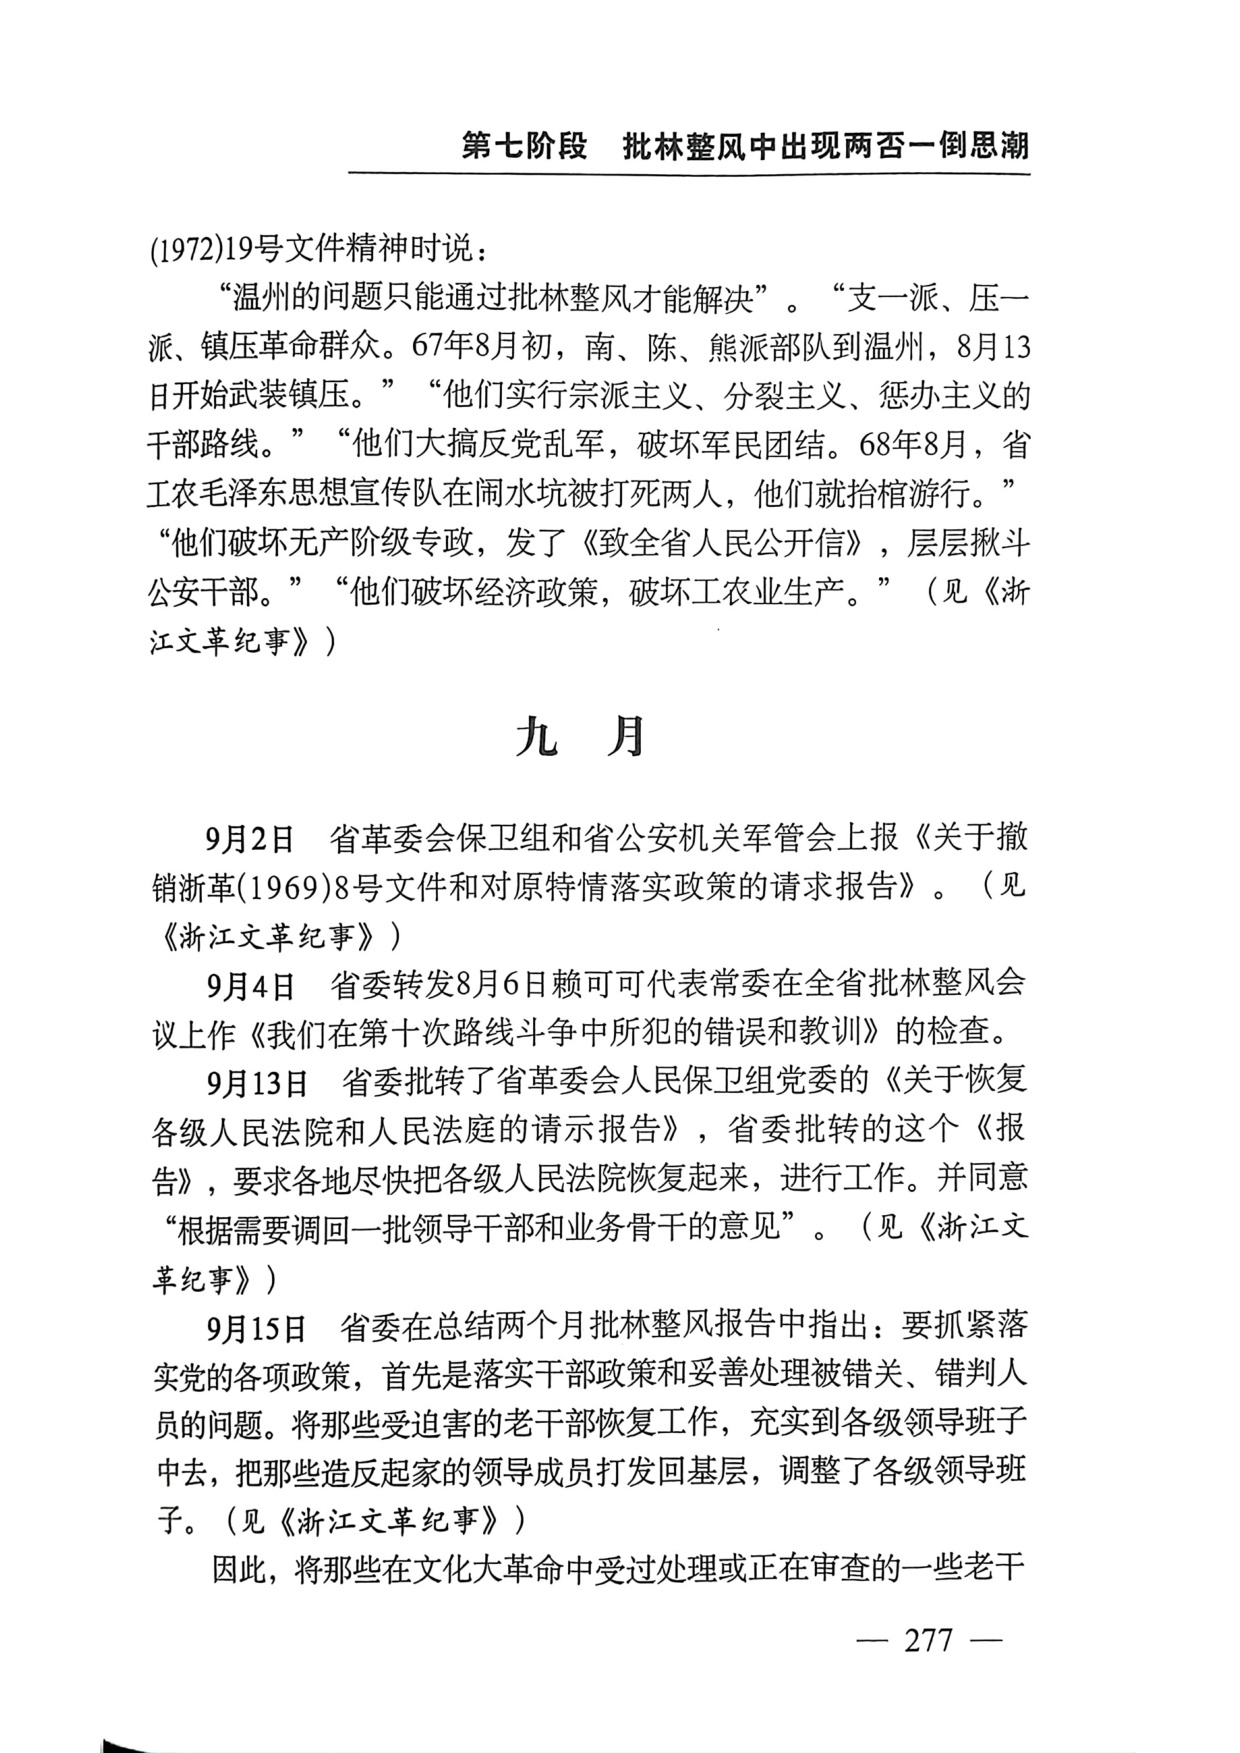 第七阶段　批林整风中出现两否一倒思潮
(1972)19号文件精神时说：
“温州的问题只能通过批林整风才能解决”。“支一派、压一
派、镇压革命群众。67年8月初，南、陈、熊派部队到温州，8月13
日开始武装镇压。”“他们实行宗派主义、分裂主义、惩办主义的
干部路线。”“他们大搞反党乱军，破坏军民团结。68年8月，省
工农毛泽东思想宣传队在闹水坑被打死两人，他们就抬棺游行。”
“他们破坏无产阶级专政，发了《致全省人民公开信》，层层揪斗
公安干部。”“他们破坏经济政策，破坏工农业生产。”（见《浙
江文革纪事》）
九　月
9月2日　省革委会保卫组和省公安机关军管会上报《关于撤
销浙革(1969)8号文件和对原特情落实政策的请求报告》。（见
《浙江文革纪事》）
9月4日　省委转发8月6日赖可可代表常委在全省批林整风会
议上作《我们在第十次路线斗争中所犯的错误和教训》的检查。
9月13日　省委批转了省革委会人民保卫组党委的《关于恢复
各级人民法院和人民法庭的请示报告》，省委批转的这个《报
告》，要求各地尽快把各级人民法院恢复起来，进行工作。并同意
“根据需要调回一批领导干部和业务骨干的意见”。（见《浙江文
革纪事》）
9月15日　省委在总结两个月批林整风报告中指出：要抓紧落
实党的各项政策，首先是落实干部政策和妥善处理被错关、错判人
员的问题。将那些受迫害的老干部恢复工作，充实到各级领导班子
中去，把那些造反起家的领导成员打发回基层，调整了各级领导班
子。（见《浙江文革纪事》）
因此，将那些在文化大革命中受过处理或正在审查的一些老干
— 277 —